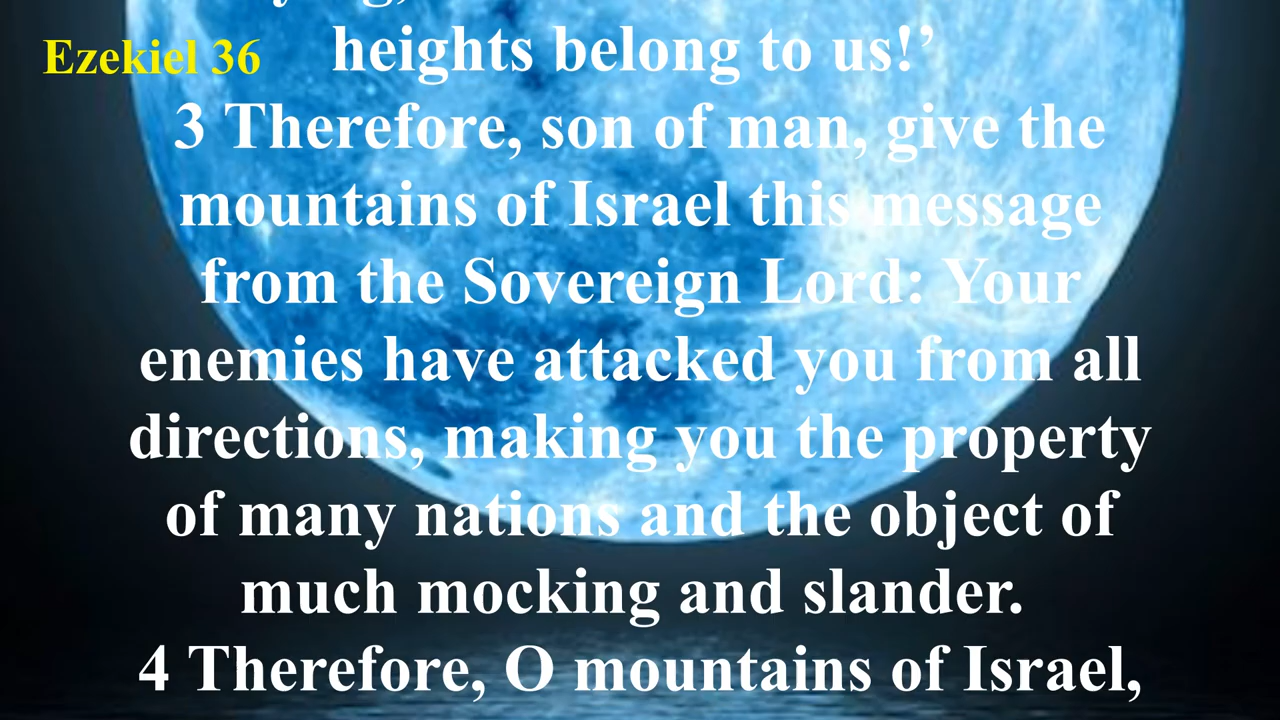 Ezekiel 36
heights belong to us!’
3 Therefore, son of man, give the
mountains of Israel this message
from the Sovereign Lord: Your
enemies have attacked you from all
directions, making you the property
of many nations and the object of
much mocking and slander.
4 Therefore, O mountains of Israel,